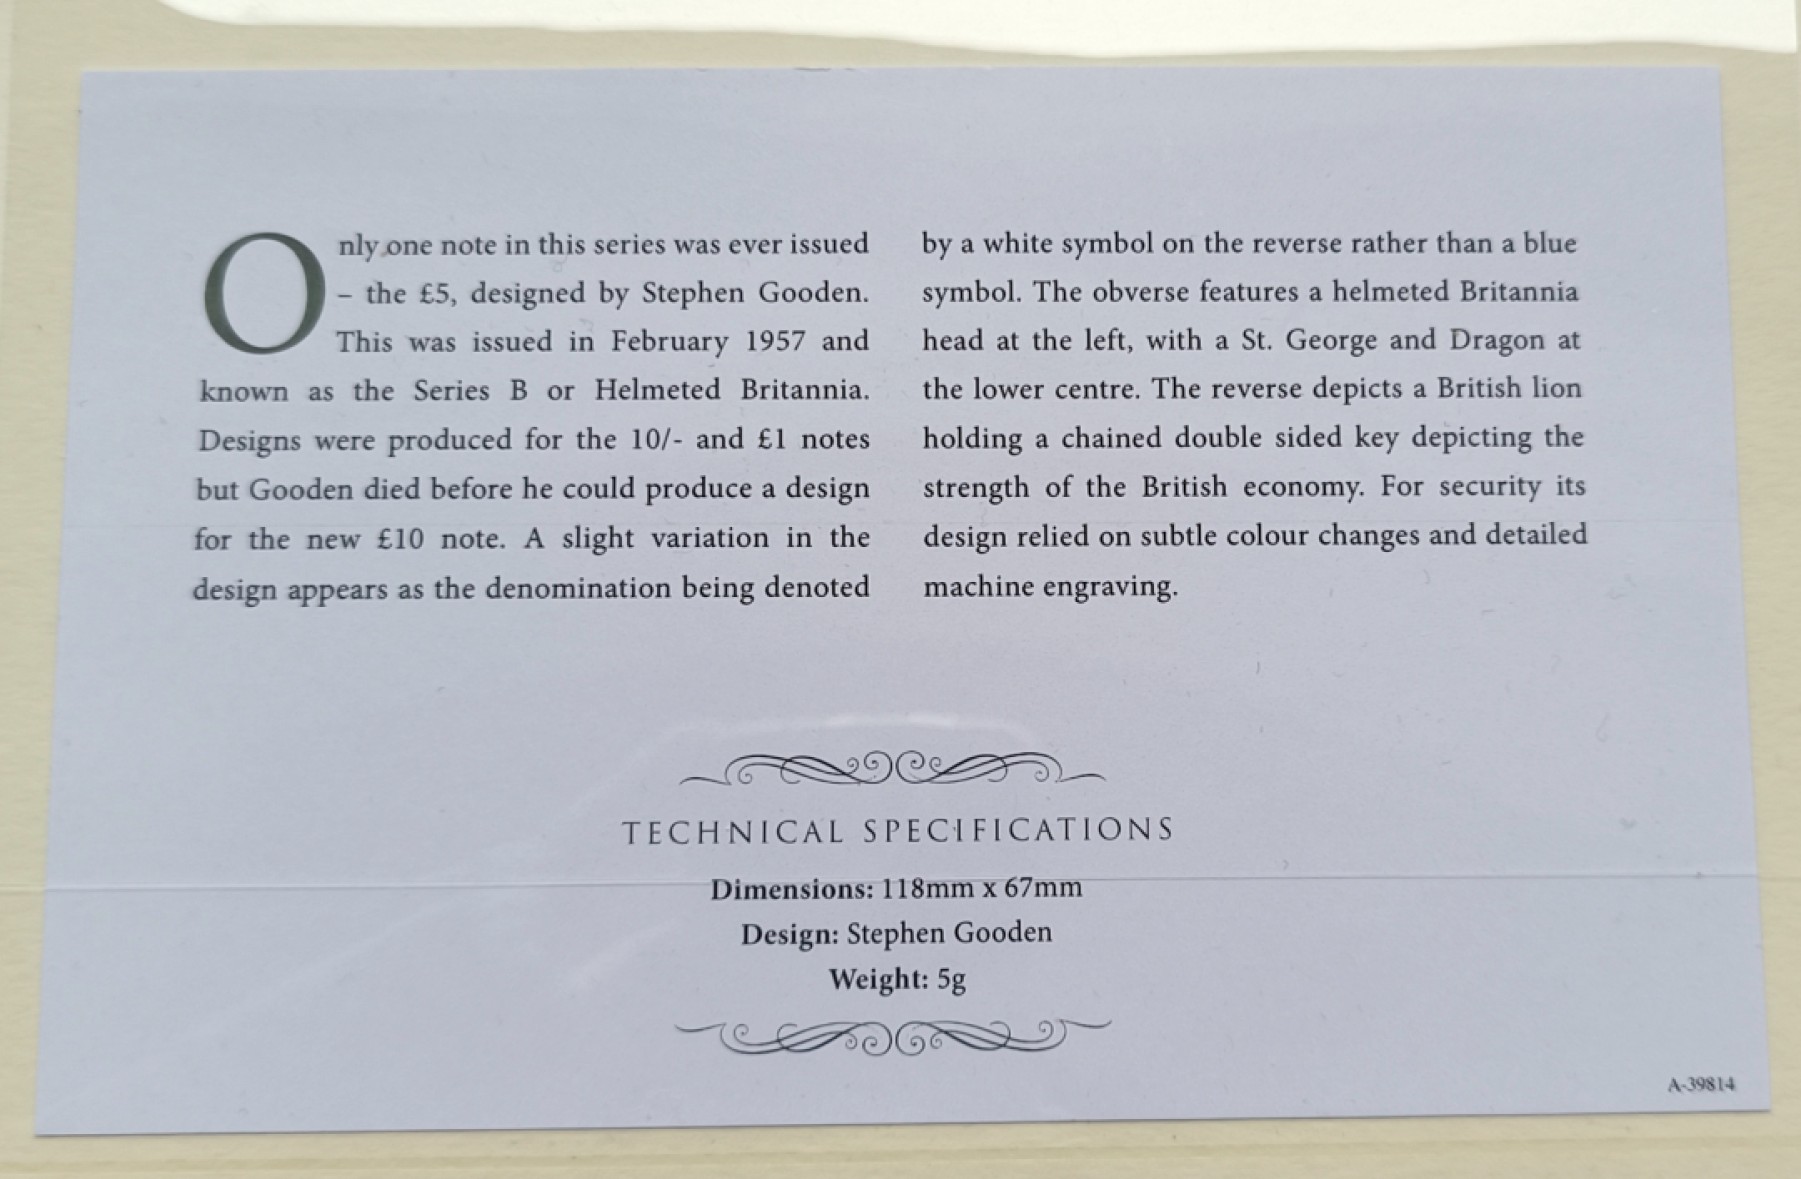 Only one note in this series was ever issued
– the £5, designed by Stephen Gooden.
This was issued in February 1957 and
known as the Series B or Helmeted Britannia.
Designs were produced for the 10/- and £1 notes
but Gooden died before he could produce a design
for the new £10 note. A slight variation in the
design appears as the denomination being denoted
by a white symbol on the reverse rather than a blue
symbol. The obverse features a helmeted Britannia
head at the left, with a St. George and Dragon at
the lower centre. The reverse depicts a British lion
holding a chained double sided key depicting the
strength of the British economy. For security its
design relied on subtle colour changes and detailed
machine engraving.
TECHNICAL SPECIFICATIONS
Dimensions: 118mm x 67mm
Design: Stephen Gooden
Weight: 5g
A-39814